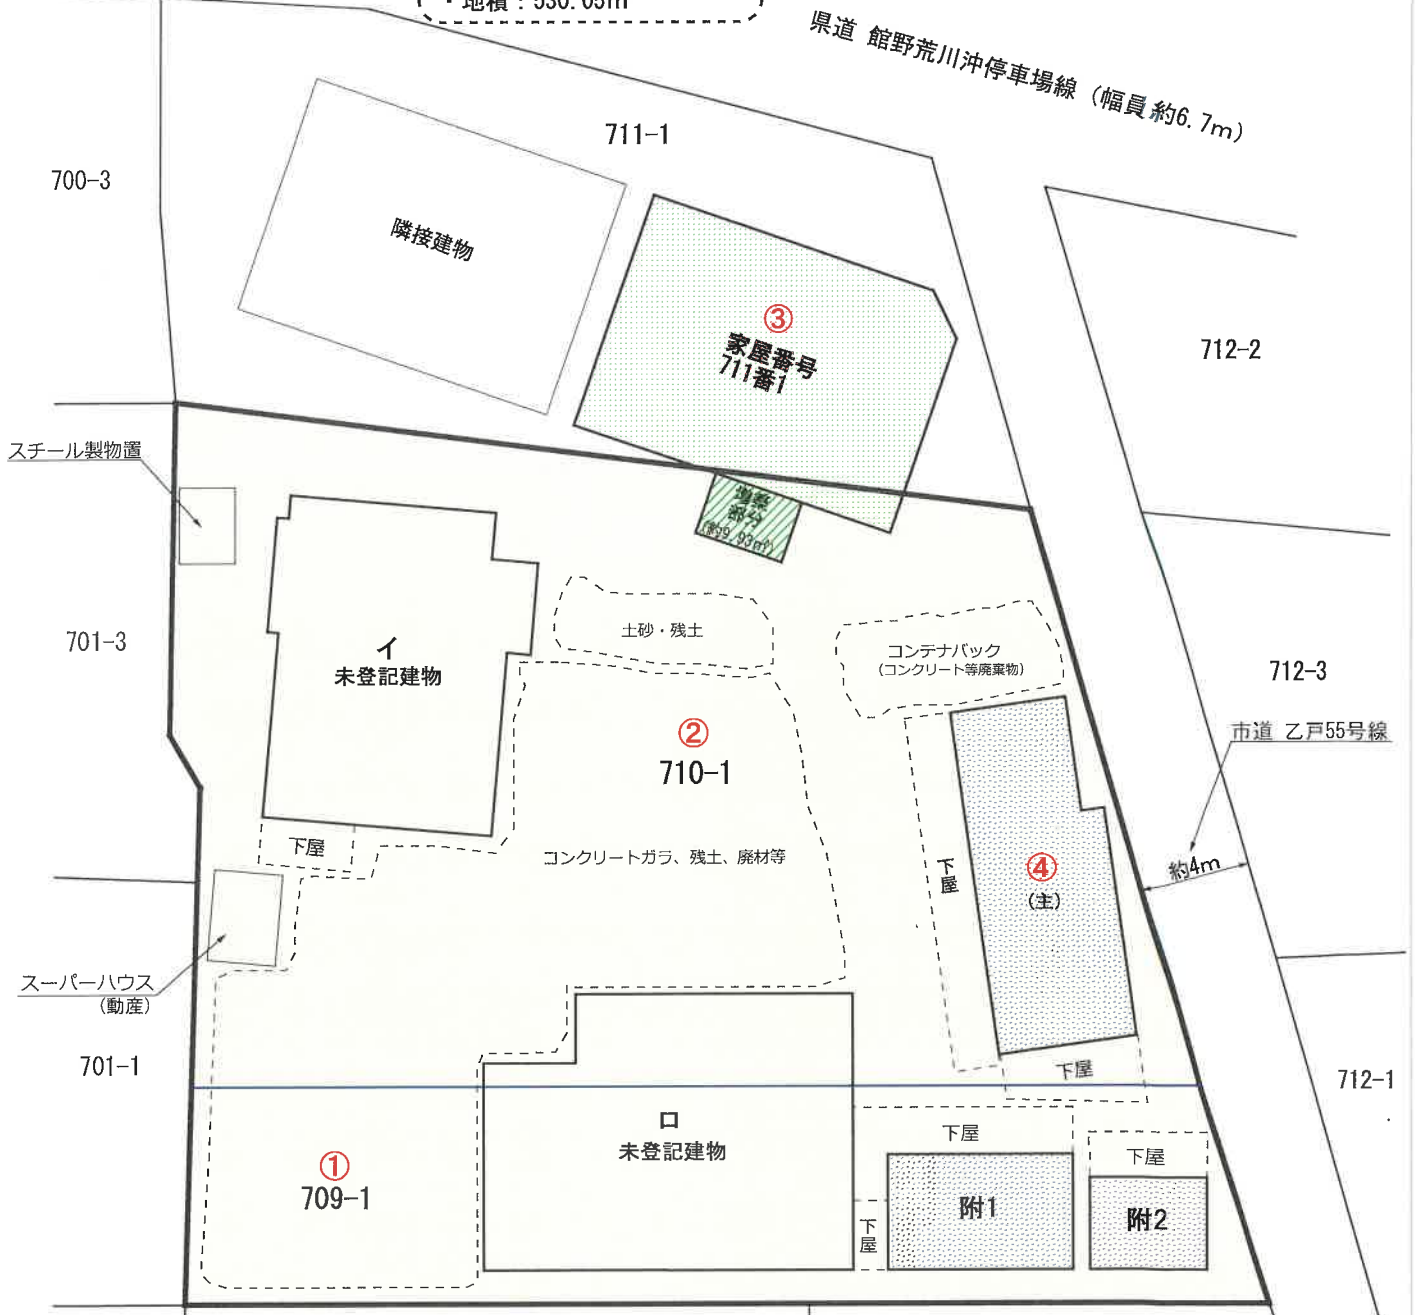 ・地積：530.05㎡
県道 館野荒川沖停車場線（幅員約6.7m）
711-1
700-3
隣接建物
③
家屋番号
711番1
712-2
スチール製物置
増築
部分
(約9.93㎡)
701-3
イ
未登記建物
土砂・残土
コンテナバック
(コンクリート等廃棄物)
712-3
②
710-1
市道 乙戸55号線
下屋
コンクリートガラ、残土、廃材等
下屋
④
(主)
約4m
スーパーハウス
(動産)
701-1
下屋
712-1
ロ
未登記建物
下屋
下屋
①
709-1
附1
附2
下屋